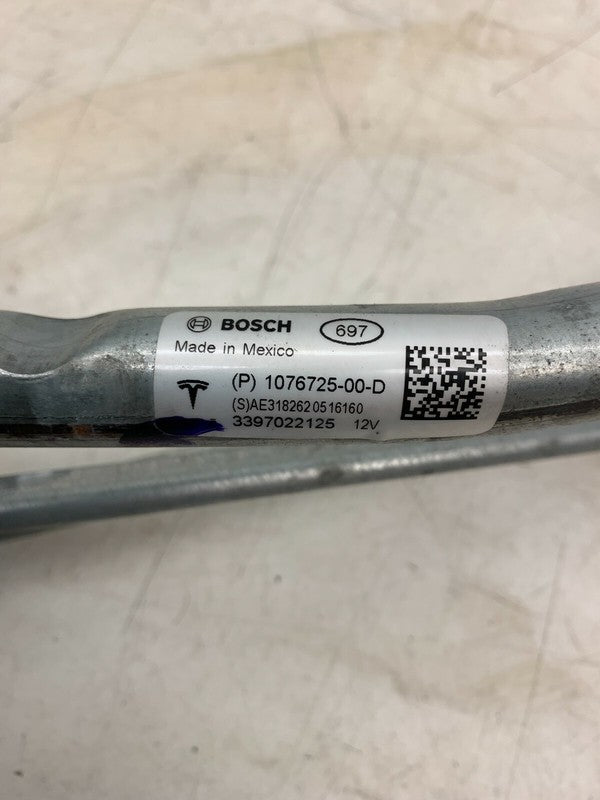 BOSCH 697
Made in Mexico
(P) 1076725-00-D
(S)AE3182620516160
3397022125 12V